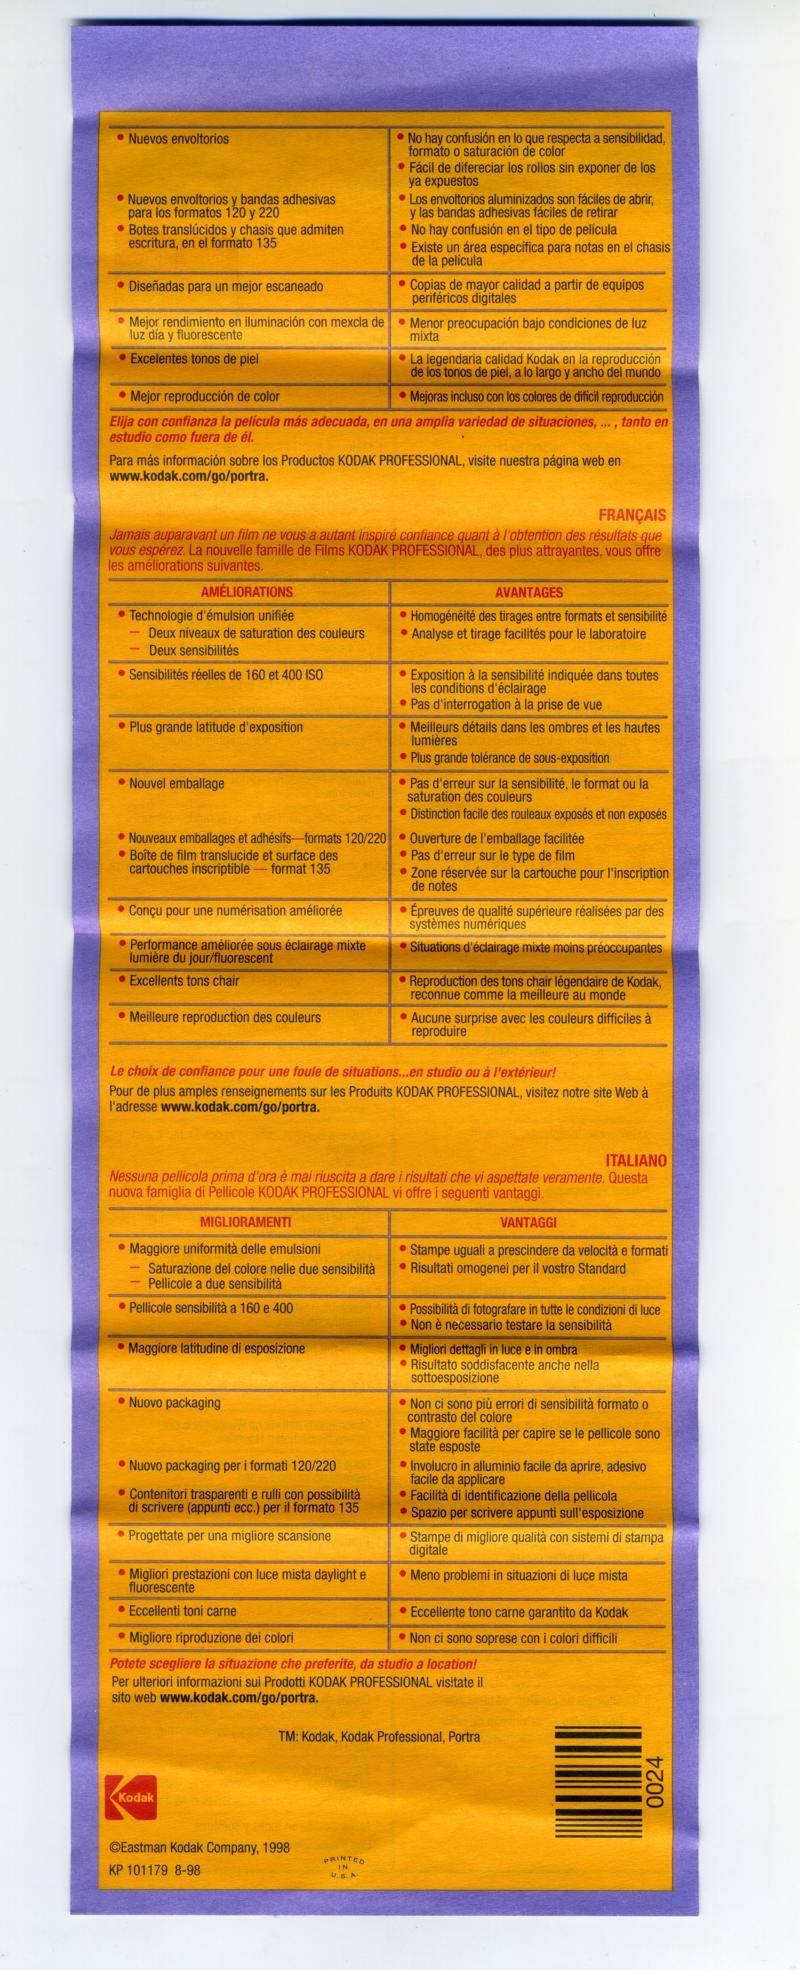 • Nuevos envoltorios
• No hay confusión en lo que respecta a sensibilidad,
formato o saturación de color
• Fácil de difereciar los rollos sin exponer de los
ya expuestos
• Nuevos envoltorios y bandas adhesivas
para los formatos 120 y 220
• Los envoltorios aluminizados son fáciles de abrir,
y las bandas adhesivas fáciles de retirar
• Botes translúcidos y chasis que admiten
escritura, en el formato 135
• No hay confusión en el tipo de película
• Existe un área específica para notas en el chasis
de la película
• Diseñadas para un mejor escaneado
• Copias de mayor calidad a partir de equipos
periféricos digitales
• Mejor rendimiento en iluminación con mexcla de
luz día y fluorescente
• Menor preocupación bajo condiciones de luz
mixta
• Excelentes tonos de piel
• La legendaria calidad Kodak en la reproducción
de los tonos de piel, a lo largo y ancho del mundo
• Mejor reproducción de color
• Mejoras incluso con los colores de difícil reproducción
Elija con confianza la película más adecuada, en una amplia variedad de situaciones, ... , tanto en
estudio como fuera de él.
Para más información sobre los Productos KODAK PROFESSIONAL, visite nuestra página web en
www.kodak.com/go/portra.
FRANÇAIS
Jamais auparavant un film ne vous a autant inspiré confiance quant à l'obtention des résultats que
vous espérez. La nouvelle famille de Films KODAK PROFESSIONAL, des plus attrayantes, vous offre
les améliorations suivantes.
AMÉLIORATIONS
AVANTAGES
• Technologie d'émulsion unifiée
— Deux niveaux de saturation des couleurs
— Deux sensibilités
• Homogénéité des tirages entre formats et sensibilité
• Analyse et tirage facilités pour le laboratoire
• Sensibilités réelles de 160 et 400 ISO
• Exposition à la sensibilité indiquée dans toutes
les conditions d'éclairage
• Pas d'interrogation à la prise de vue
• Plus grande latitude d'exposition
• Meilleurs détails dans les ombres et les hautes
lumières
• Plus grande tolérance de sous-exposition
• Nouvel emballage
• Pas d'erreur sur la sensibilité, le format ou la
saturation des couleurs
• Distinction facile des rouleaux exposés et non exposés
• Nouveaux emballages et adhésifs—formats 120/220
• Ouverture de l'emballage facilitée
• Boîte de film translucide et surface des
cartouches inscriptible — format 135
• Pas d'erreur sur le type de film
• Zone réservée sur la cartouche pour l'inscription
de notes
• Conçu pour une numérisation améliorée
• Épreuves de qualité supérieure réalisées par des
systèmes numériques
• Performance améliorée sous éclairage mixte
lumière du jour/fluorescent
• Situations d'éclairage mixte moins préoccupantes
• Excellents tons chair
• Reproduction des tons chair légendaire de Kodak,
reconnue comme la meilleure au monde
• Meilleure reproduction des couleurs
• Aucune surprise avec les couleurs difficiles à
reproduire
Le choix de confiance pour une foule de situations...en studio ou à l'extérieur!
Pour de plus amples renseignements sur les Produits KODAK PROFESSIONAL, visitez notre site Web à
l'adresse www.kodak.com/go/portra.
ITALIANO
Nessuna pellicola prima d'ora è mai riuscita a dare i risultati che vi aspettate veramente. Questa
nuova famiglia di Pellicole KODAK PROFESSIONAL vi offre i seguenti vantaggi.
MIGLIORAMENTI
VANTAGGI
• Maggiore uniformità delle emulsioni
— Saturazione del colore nelle due sensibilità
— Pellicole a due sensibilità
• Stampe uguali a prescindere da velocità e formati
• Risultati omogenei per il vostro Standard
• Pellicole sensibilità a 160 e 400
• Possibilità di fotografare in tutte le condizioni di luce
• Non è necessario testare la sensibilità
• Maggiore latitudine di esposizione
• Migliori dettagli in luce e in ombra
• Risultato soddisfacente anche nella
sottoesposizione
• Nuovo packaging
• Non ci sono più errori di sensibilità formato o
contrasto del colore
• Maggiore facilità per capire se le pellicole sono
state esposte
• Nuovo packaging per i formati 120/220
• Involucro in alluminio facile da aprire, adesivo
facile da applicare
• Contenitori trasparenti e rulli con possibilità
di scrivere (appunti ecc.) per il formato 135
• Facilità di identificazione della pellicola
• Spazio per scrivere appunti sull'esposizione
• Progettate per una migliore scansione
• Stampe di migliore qualità con sistemi di stampa
digitale
• Migliori prestazioni con luce mista daylight e
fluorescente
• Meno problemi in situazioni di luce mista
• Eccellenti toni carne
• Eccellente tono carne garantito da Kodak
• Migliore riproduzione dei colori
• Non ci sono soprese con i colori difficili
Potete scegliere la situazione che preferite, da studio a location!
Per ulteriori informazioni sui Prodotti KODAK PROFESSIONAL visitate il
sito web www.kodak.com/go/portra.
TM: Kodak, Kodak Professional, Portra
0024
Kodak
©Eastman Kodak Company, 1998
KP 101179 8-98
PRINTED
IN
U.S.A.